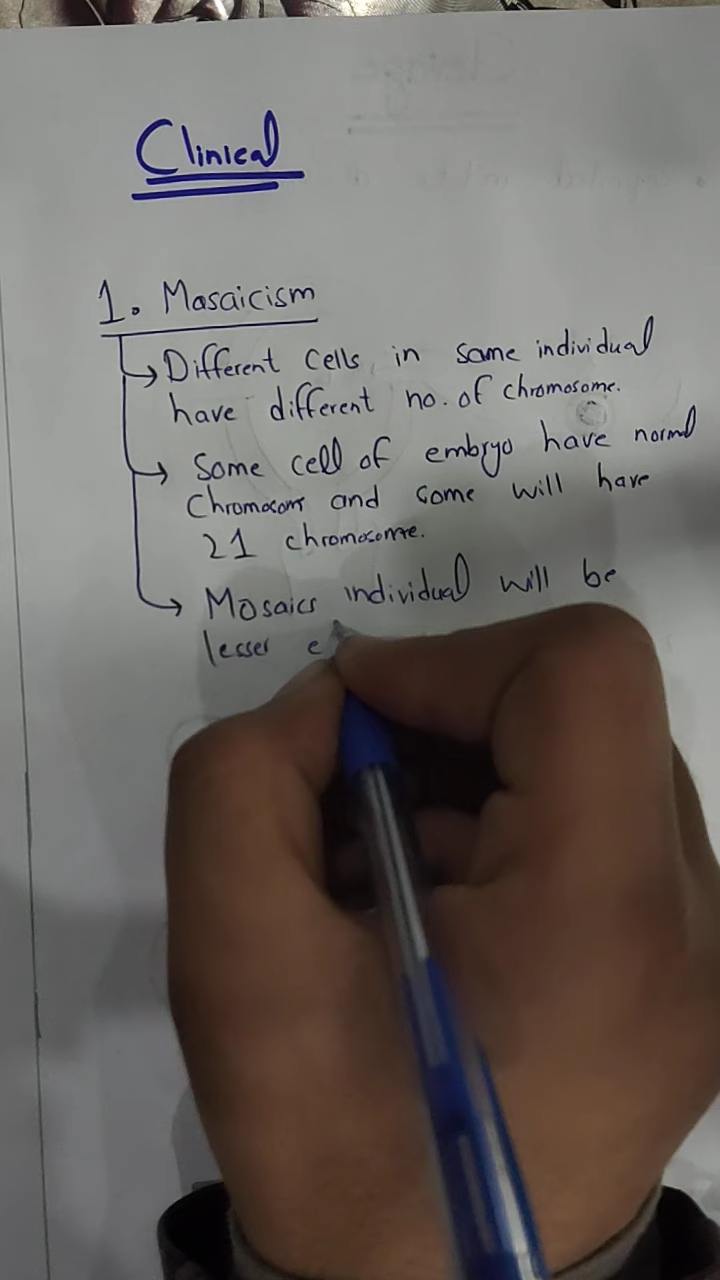 Clinical
1. Masaicism
Different cells in same individual
have different no. of chromosome.
Some cell of embryo have normal
Chromosom and some will have
21 chromosome.
Mosaics individual will be
lesser e